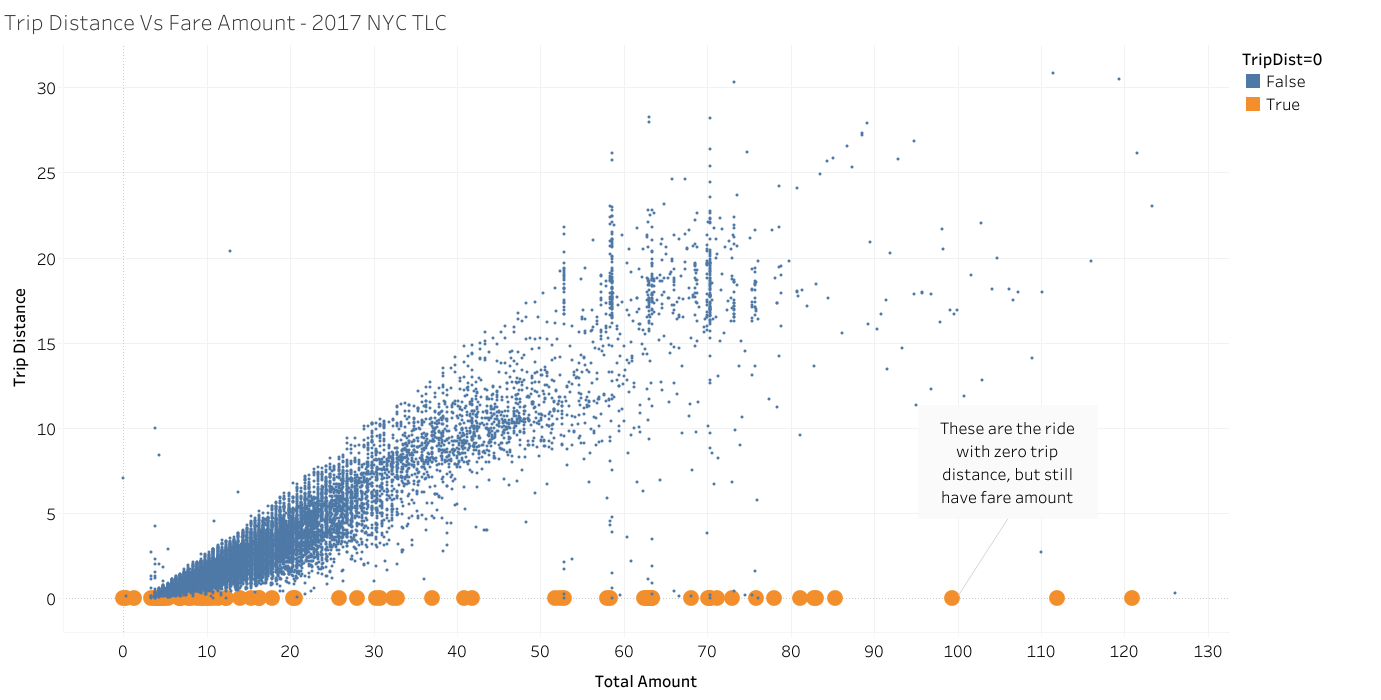 Trip Distance Vs Fare Amount - 2017 NYC TLC
TripDist=0
False
True
Trip Distance
30
25
20
15
10
5
0
These are the ride
with zero trip
distance, but still
have fare amount
0 10 20 30 40 50 60 70 80 90 100 110 120 130
Total Amount